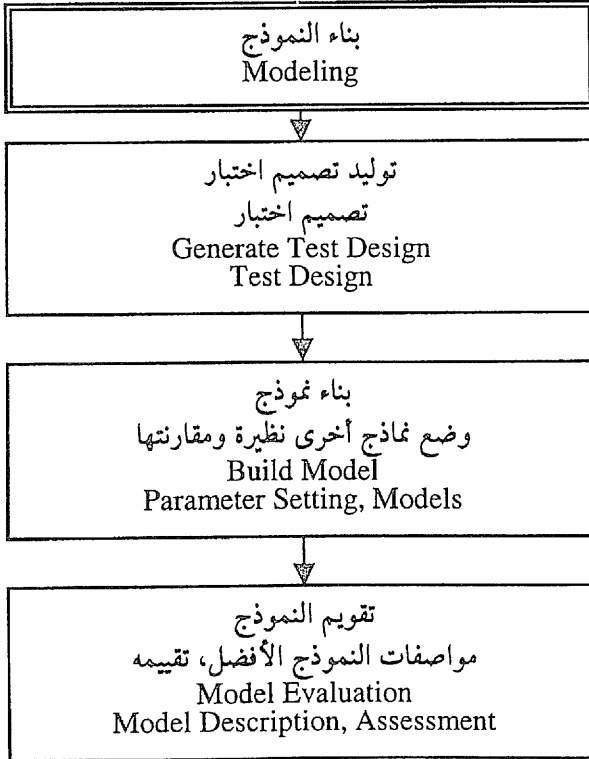 بناء النموذج
Modeling
توليد تصميم اختبار
تصميم اختبار
Generate Test Design
Test Design
بناء نموذج
وضع نماذج أخرى نظيرة ومقارنتها
Build Model
Parameter Setting, Models
تقويم النموذج
مواصفات النموذج الأفضل، تقييمه
Model Evaluation
Model Description, Assessment